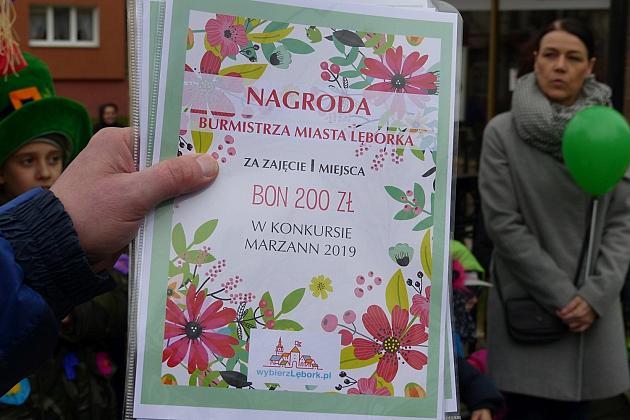 NAGRODA
BURMISTRZA MIASTA LĘBORKA
ZA ZAJĘCIE I MIEJSCA
BON 200 ZŁ
W KONKURSIE
MARZANN 2019
wybierzLębork.pl